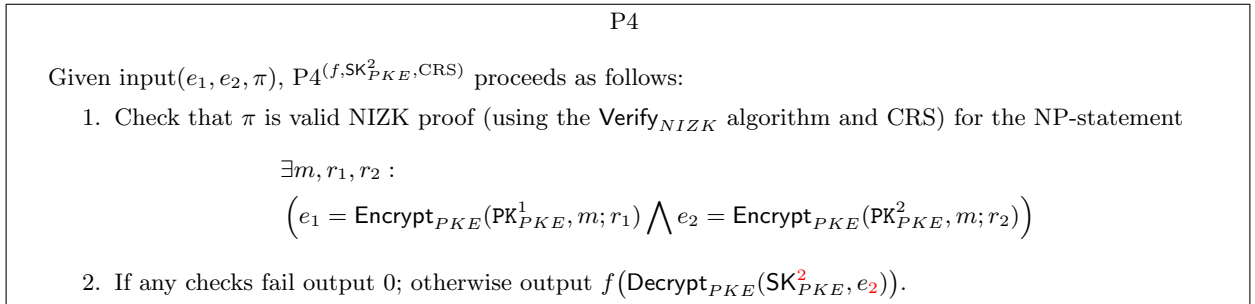 P4
Given input(e₁, e₂, π), P4^(f,SK²_PKE,CRS) proceeds as follows:
1. Check that π is valid NIZK proof (using the Verify_NIZK algorithm and CRS) for the NP-statement
∃m, r₁, r₂ :
(e₁ = Encrypt_PKE(PK¹_PKE, m; r₁) ⋀ e₂ = Encrypt_PKE(PK²_PKE, m; r₂))
2. If any checks fail output 0; otherwise output f(Decrypt_PKE(SK²_PKE, e₂)).